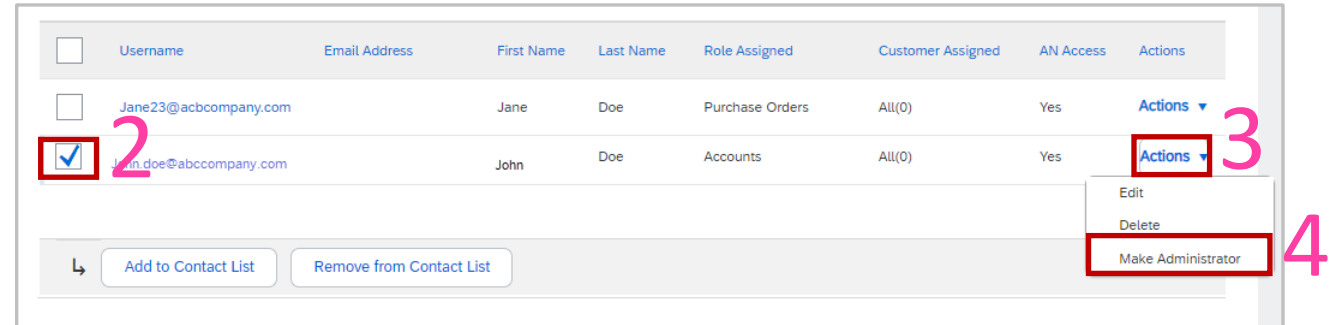 Username Email Address First Name Last Name Role Assigned Customer Assigned AN Access Actions
Jane23@acbcompany.com Jane Doe Purchase Orders All(0) Yes Actions ▼
2 John.doe@abccompany.com John Doe Accounts All(0) Yes Actions ▼ 3
Edit
Delete
Add to Contact List Remove from Contact List Make Administrator 4